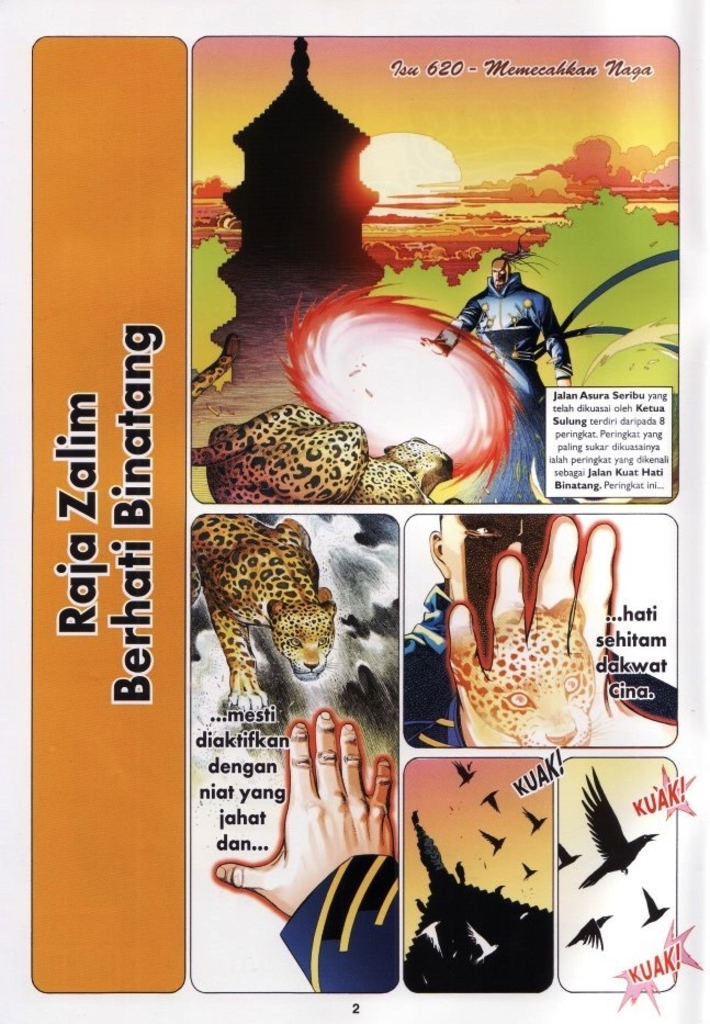 Raja Zalim
Berhati Binatang
Isu 620 - Memecahkan Naga
Jalan Asura Seribu yang
telah dikuasai oleh Ketua
Sulung terdiri daripada 8
peringkat. Peringkat yang
paling sukar dikuasainya
ialah peringkat yang dikenali
sebagai Jalan Kuat Hati
Binatang. Peringkat ini...
...mesti
diaktifkan
dengan
niat yang
jahat
dan...
...hati
sehitam
dakwat
Cina.
KUAK!
KUAK!
KUAK!
2